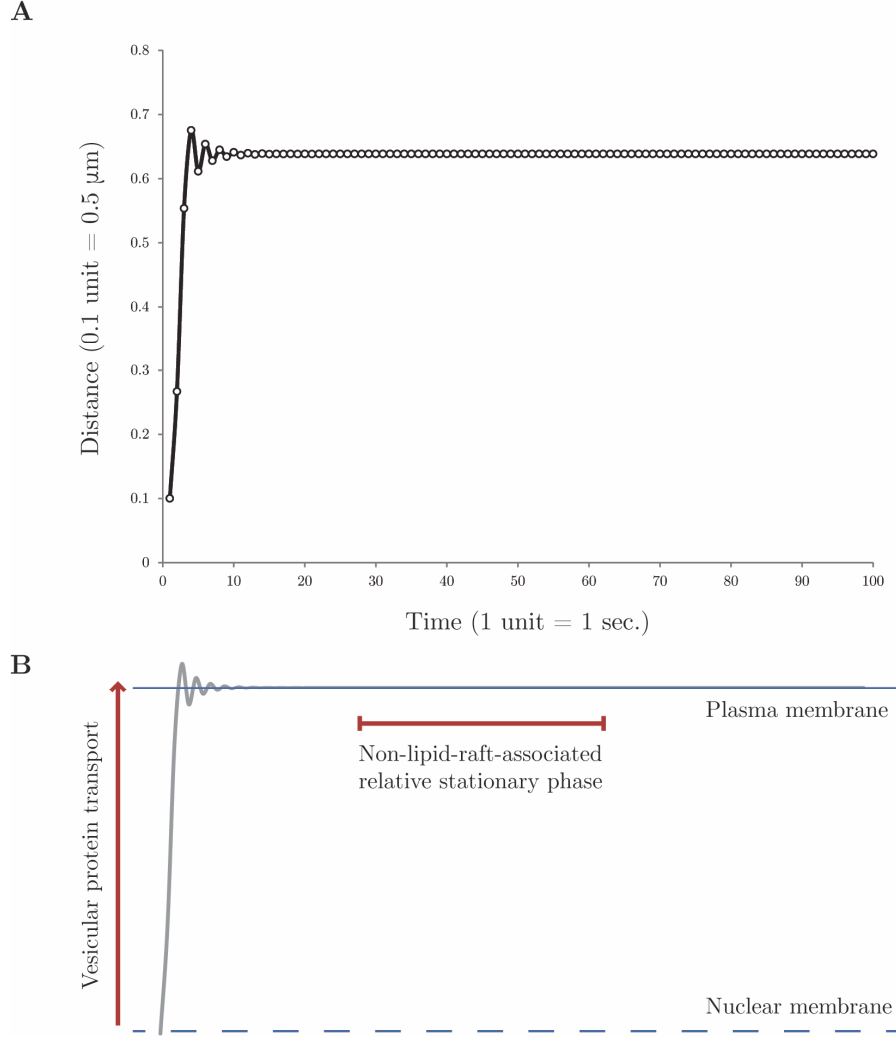 A
0.8
0.7
0.6
0.5
0.4
0.3
0.2
0.1
0
Distance (0.1 unit = 0.5 μm)
0 10 20 30 40 50 60 70 80 90 100
Time (1 unit = 1 sec.)
B
Vesicular protein transport
Plasma membrane
Non-lipid-raft-associated
relative stationary phase
Nuclear membrane